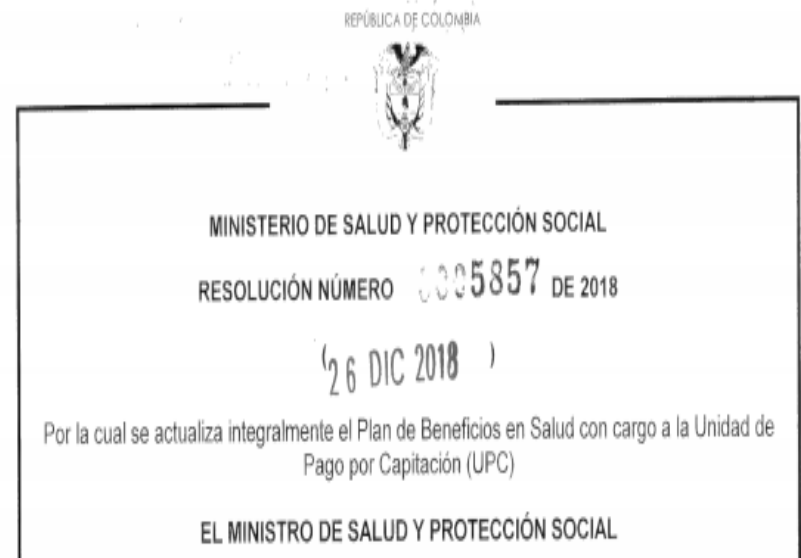 REPÚBLICA DE COLOMBIA
MINISTERIO DE SALUD Y PROTECCIÓN SOCIAL
RESOLUCIÓN NÚMERO 0005857 DE 2018
( 26 DIC 2018 )
Por la cual se actualiza integralmente el Plan de Beneficios en Salud con cargo a la Unidad de
Pago por Capitación (UPC)
EL MINISTRO DE SALUD Y PROTECCIÓN SOCIAL